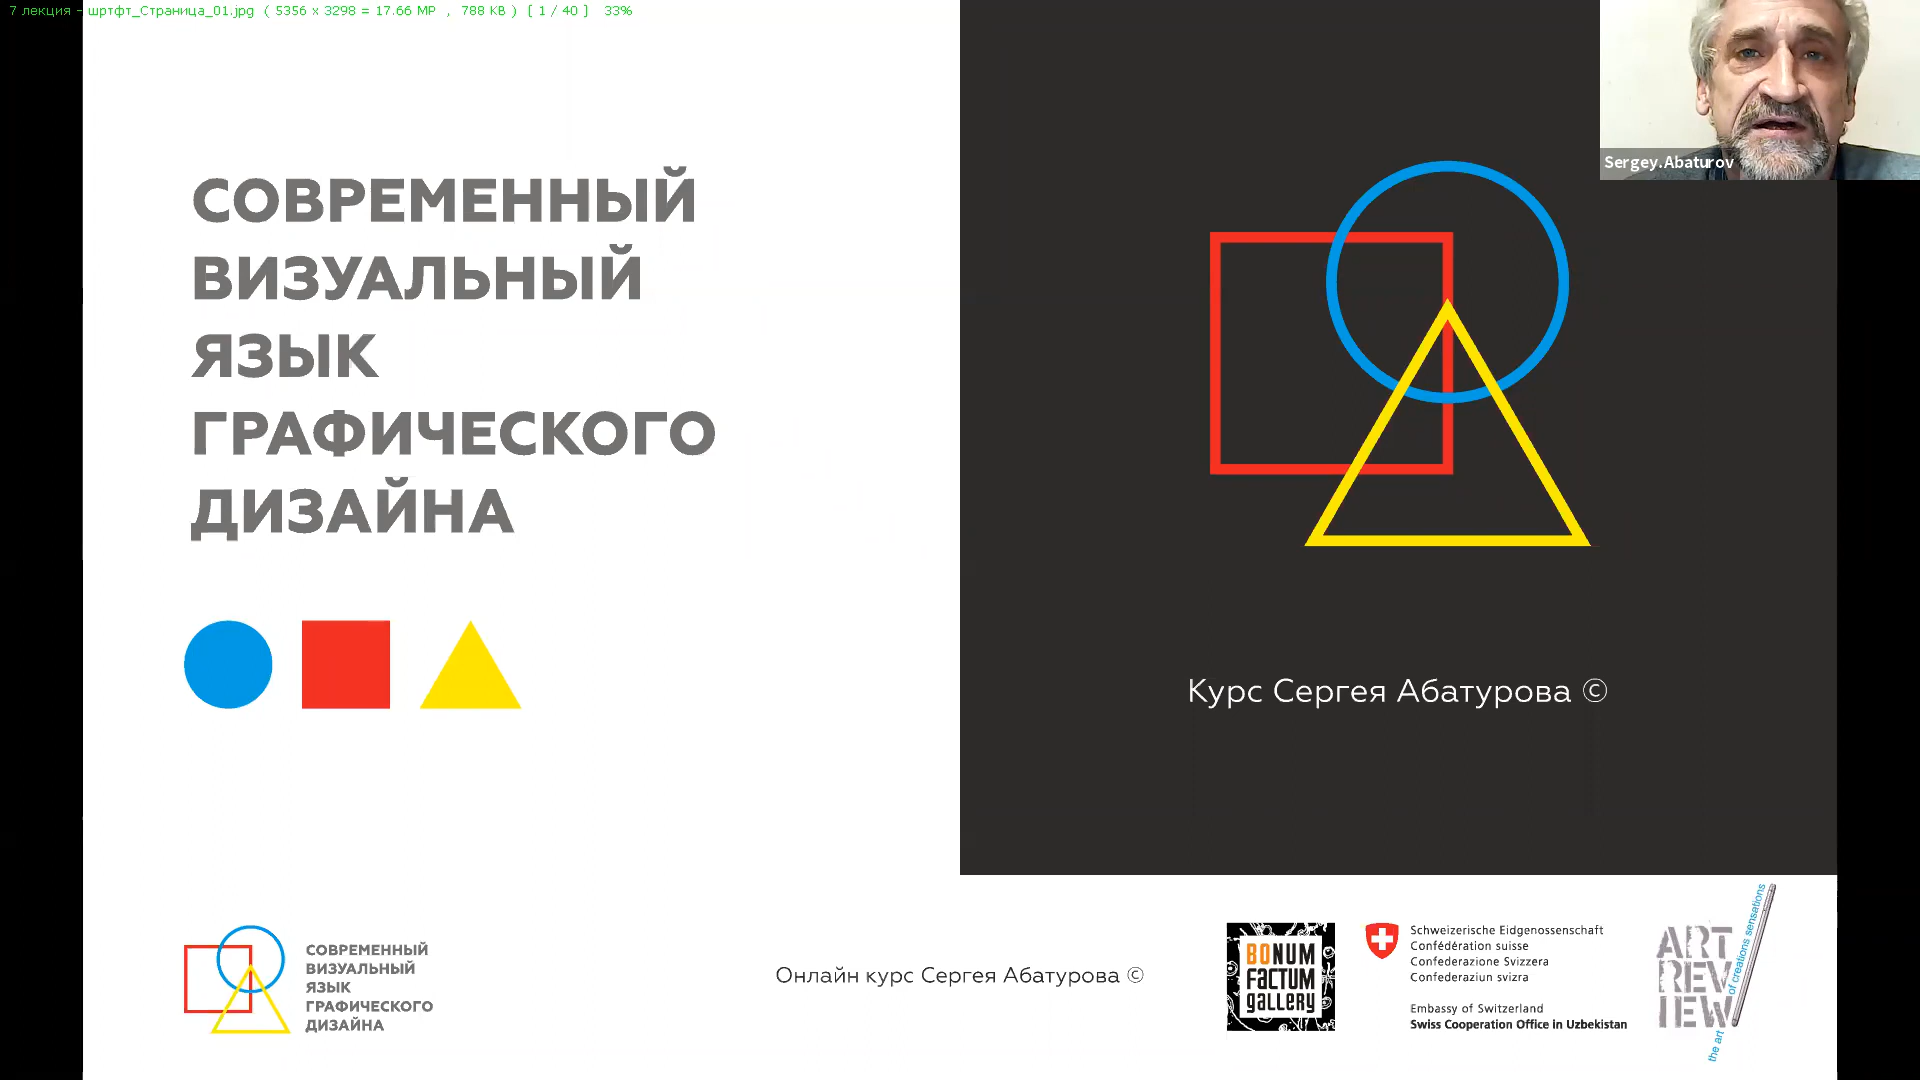 7 лекция - шртфт_Страница_01.jpg ( 5356 x 3298 = 17.66 MP , 788 KB ) [ 1 / 40 ] 33%
Sergey.Abaturov
СОВРЕМЕННЫЙ
ВИЗУАЛЬНЫЙ
ЯЗЫК
ГРАФИЧЕСКОГО
ДИЗАЙНА
Курс Сергея Абатурова ©
СОВРЕМЕННЫЙ
ВИЗУАЛЬНЫЙ
ЯЗЫК
ГРАФИЧЕСКОГО
ДИЗАЙНА
Онлайн курс Сергея Абатурова ©
BONUM
FACTUM
gallery
Schweizerische Eidgenossenschaft
Confédération suisse
Confederazione Svizzera
Confederaziun svizra
Embassy of Switzerland
Swiss Cooperation Office in Uzbekistan
ART
REV
IEW
the art of creations sensations